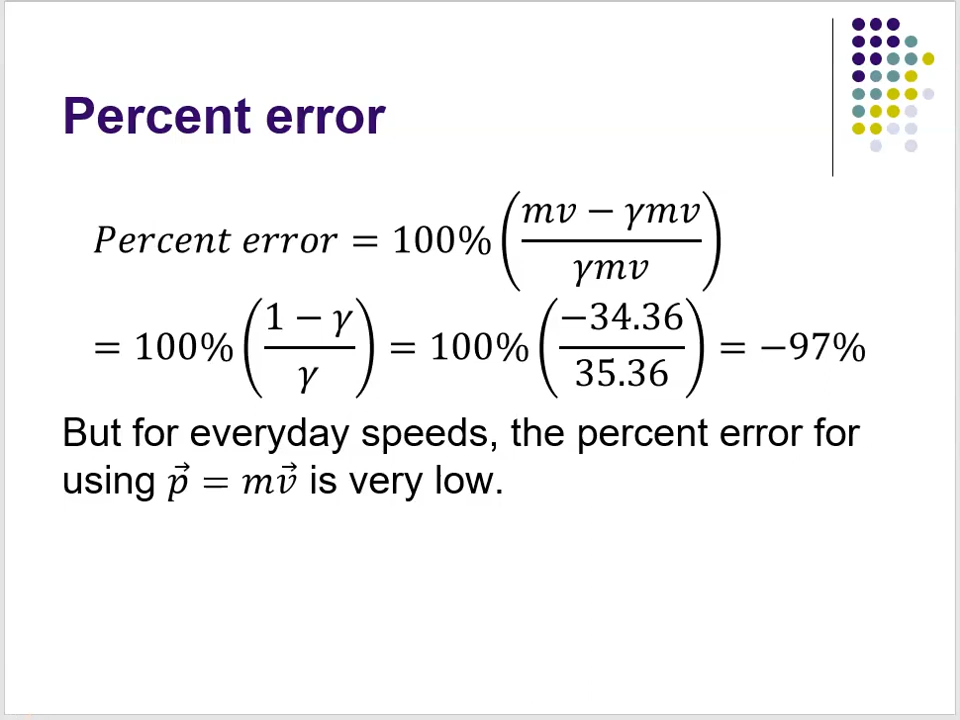 Percent error
Percent error = 100% (mv − γmv / γmv)
= 100% (1 − γ / γ) = 100% (−34.36 / 35.36) = −97%
But for everyday speeds, the percent error for
using p⃗ = mv⃗ is very low.